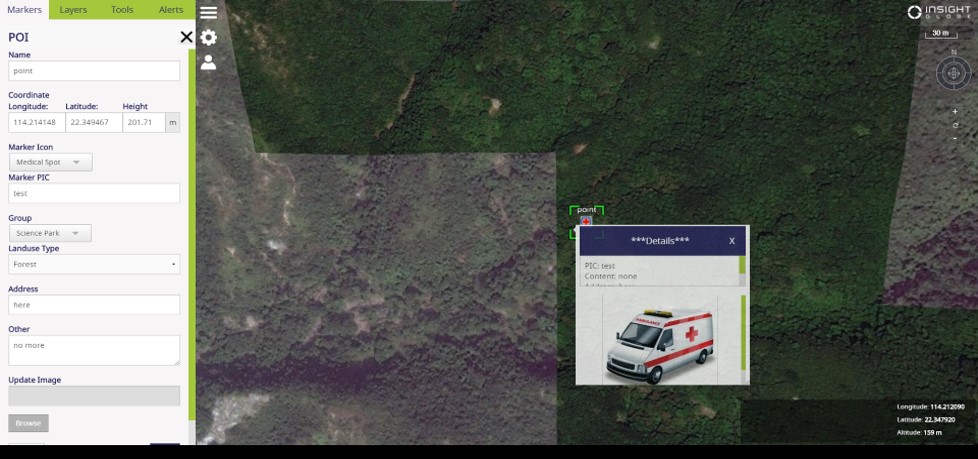 Markers Layers Tools Alerts
POI
Name
point
Coordinate
Longitude: Latitude: Height
114.214148 22.349467 201.71 m
Marker Icon
Medical Spot
Marker PIC
test
Group
Science Park
Landuse Type
Forest
Address
here
Other
no more
Update Image
Browse
INSIGHT
GLOBE
30 m
N
point
***Details*** X
PIC: test
Content: none
AMBULANCE
Longitude: 114.212090
Latitude: 22.347920
Altitude: 159 m